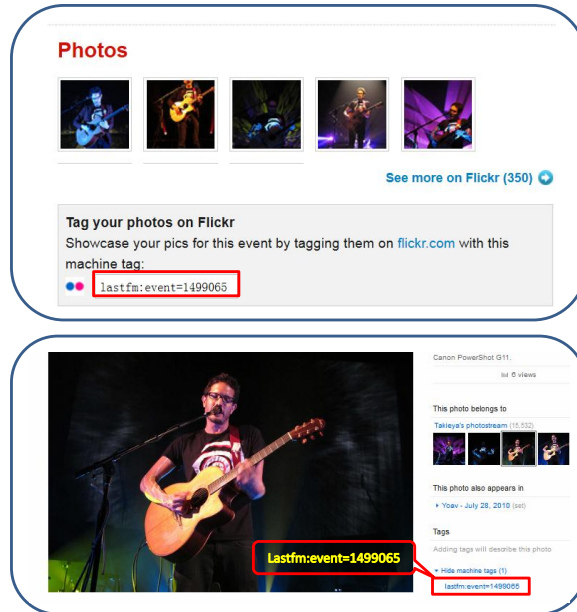 Photos
See more on Flickr (350)
Tag your photos on Flickr
Showcase your pics for this event by tagging them on flickr.com with this
machine tag:
lastfm:event=1499065
Canon PowerShot G11.
6 views
This photo belongs to
Takieya's photostream (15,532)
This photo also appears in
Yoav - July 28, 2010 (set)
Tags
Adding tags will describe this photo
Hide machine tags (1)
lastfm:event=1499065
Lastfm:event=1499065